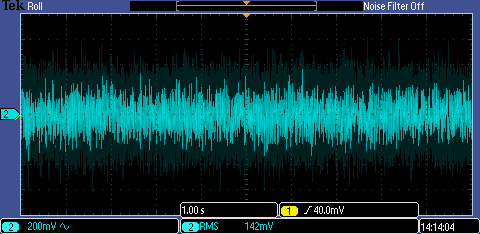 Tek Roll Noise Filter Off
2
1.00 s 1 40.0mV
2 200mV 2 RMS 142mV 14:14:04